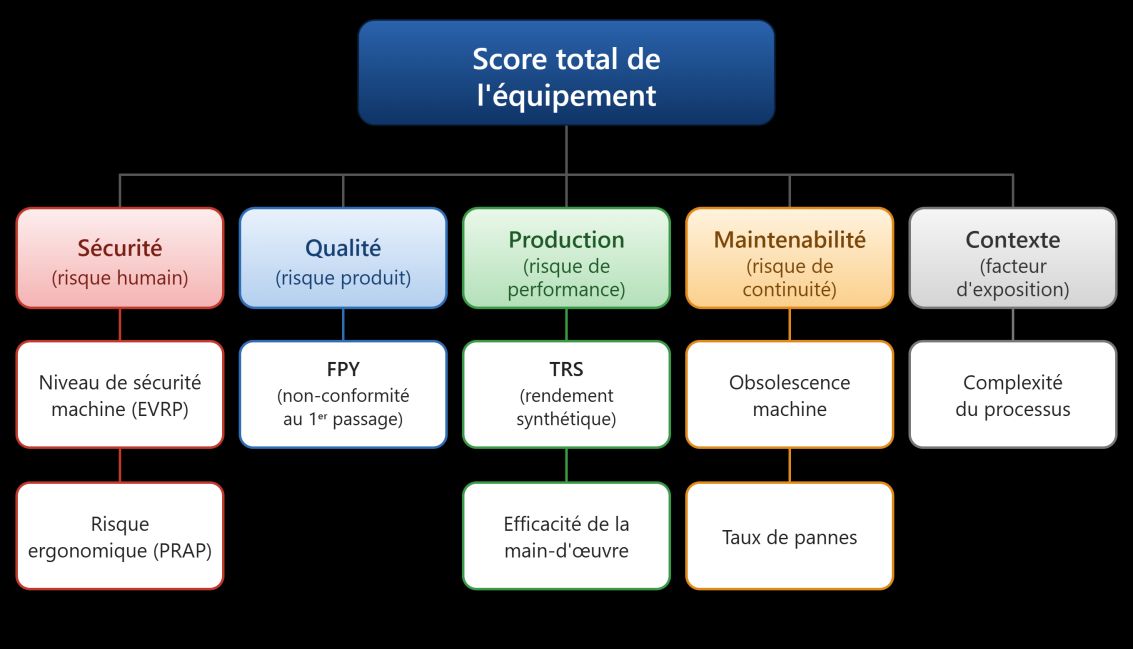 Score total de
l'équipement
Sécurité
(risque humain)
Qualité
(risque produit)
Production
(risque de
performance)
Maintenabilité
(risque de
continuité)
Contexte
(facteur
d'exposition)
Niveau de sécurité
machine (EVRP)
FPY
(non-conformité
au 1ᵉʳ passage)
TRS
(rendement
synthétique)
Obsolescence
machine
Complexité
du processus
Risque
ergonomique (PRAP)
Efficacité de la
main-d'œuvre
Taux de pannes